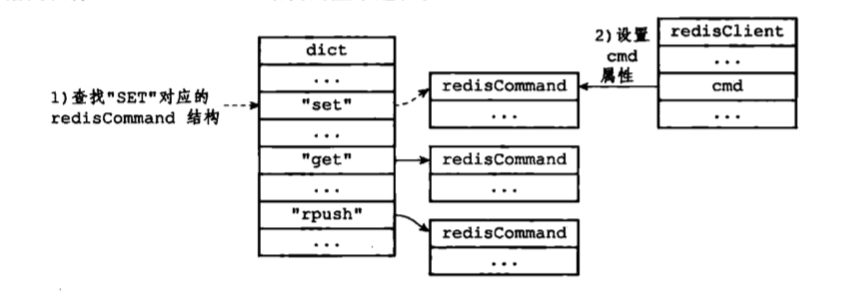 1)查找"SET"对应的
redisCommand 结构
dict
...
"set"
...
"get"
...
"rpush"
...
redisCommand
...
redisCommand
...
redisCommand
...
2)设置
cmd
属性
redisClient
...
cmd
...